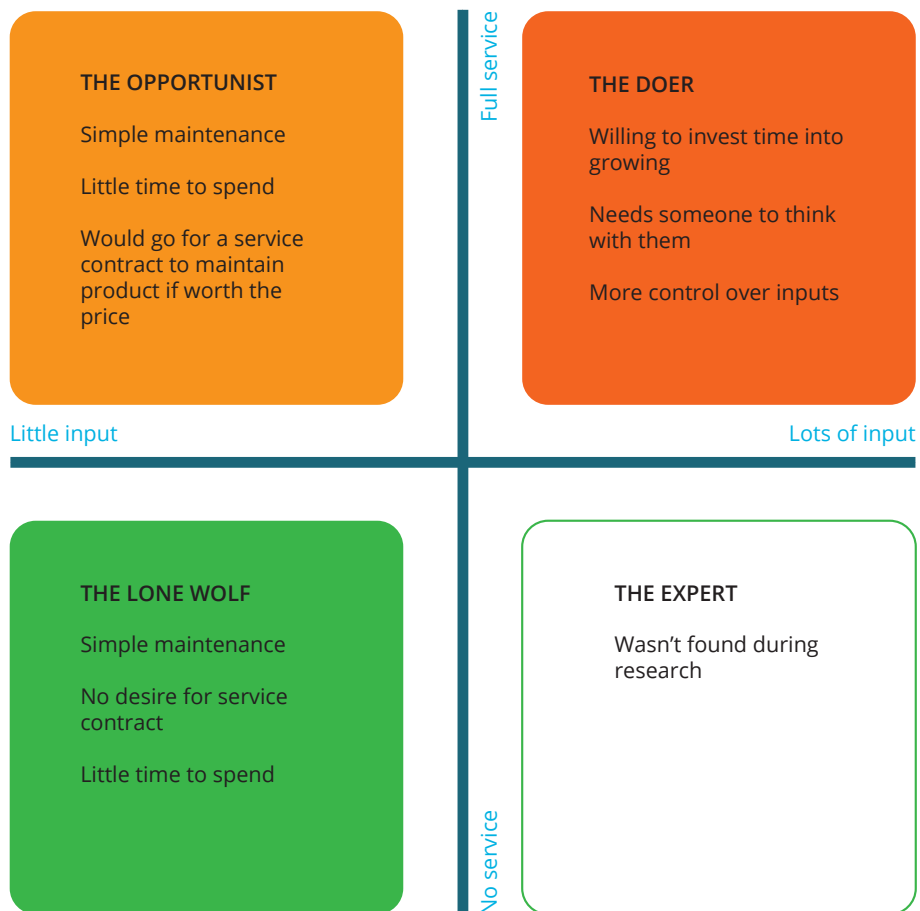 THE OPPORTUNIST
Simple maintenance
Little time to spend
Would go for a service
contract to maintain
product if worth the
price
Full service
THE DOER
Willing to invest time into
growing
Needs someone to think
with them
More control over inputs
Little input
Lots of input
THE LONE WOLF
Simple maintenance
No desire for service
contract
Little time to spend
No service
THE EXPERT
Wasn't found during
research